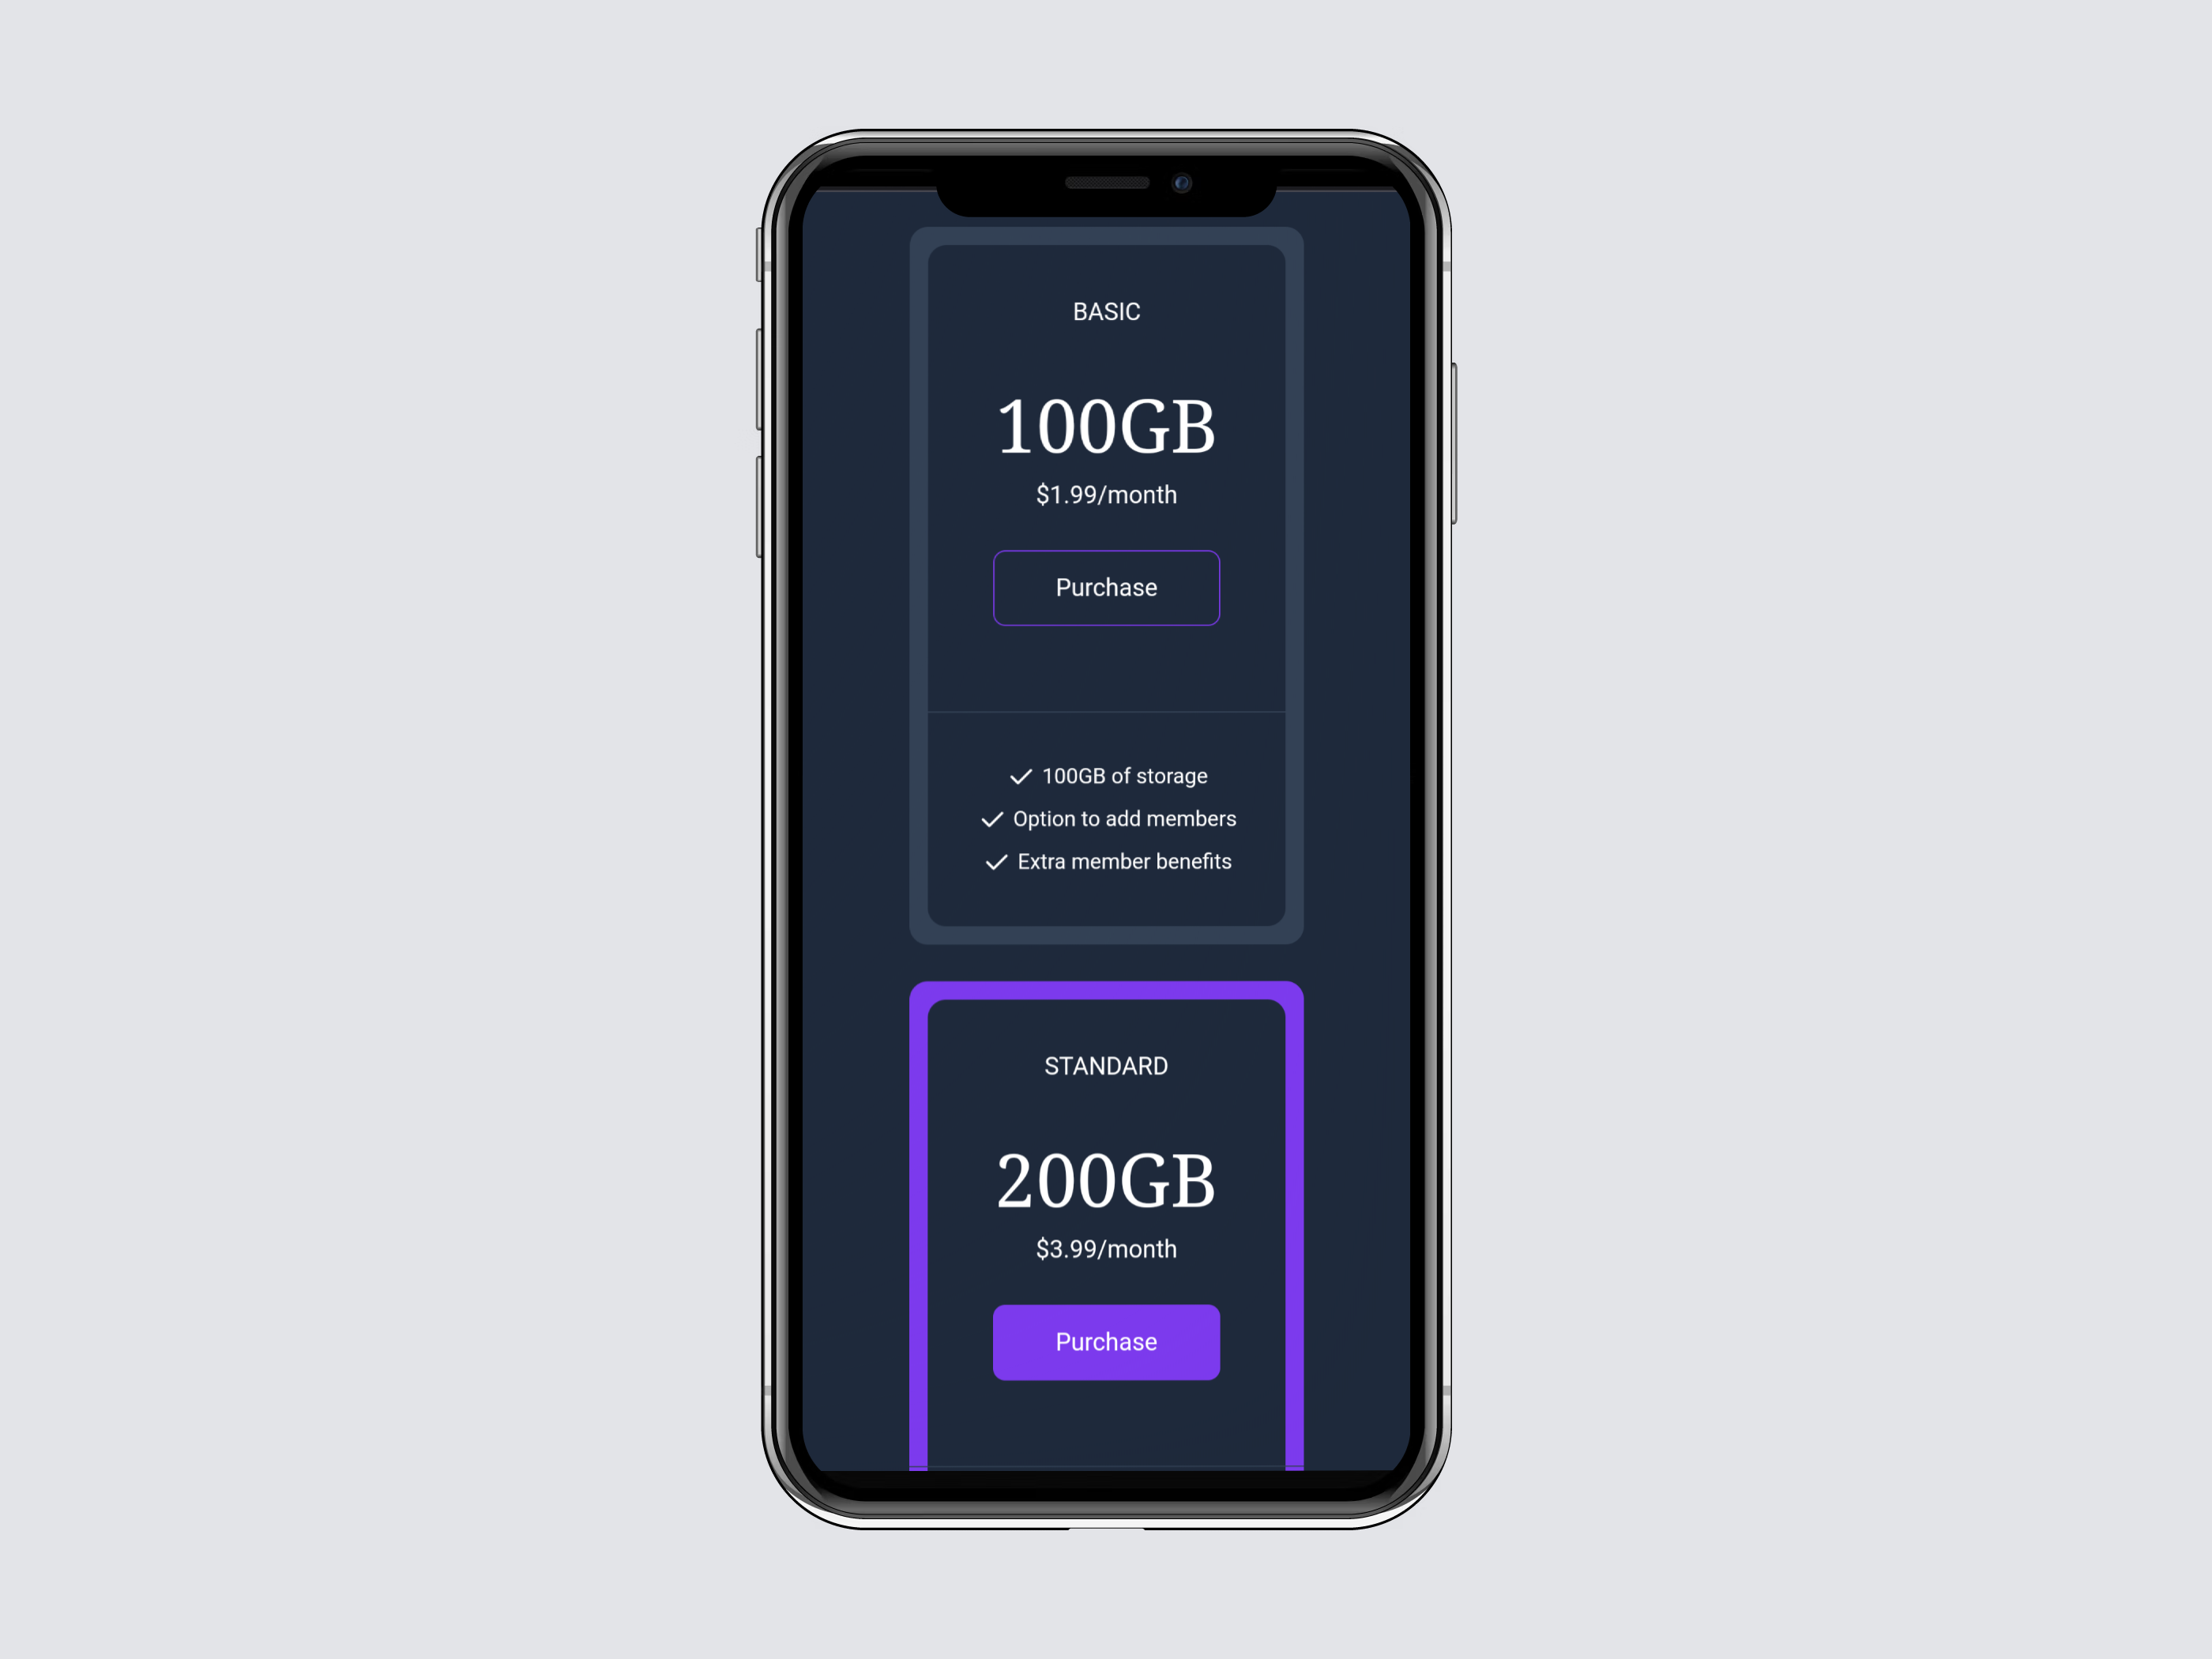 BASIC
100GB
$1.99/month
Purchase
100GB of storage
Option to add members
Extra member benefits
STANDARD
200GB
$3.99/month
Purchase